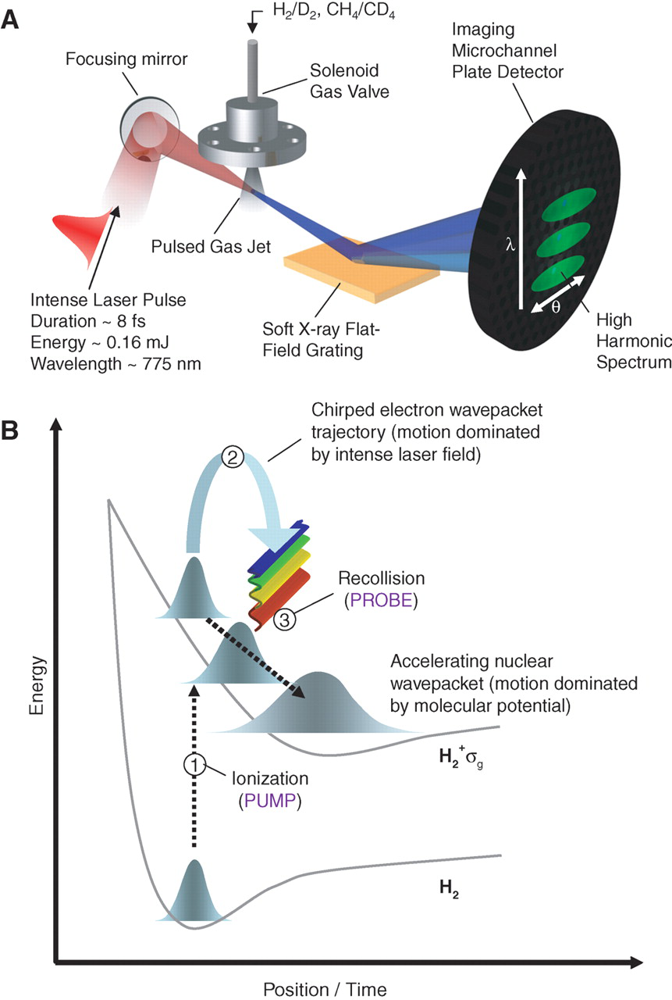 A
H₂/D₂, CH₄/CD₄
Focusing mirror
Solenoid
Gas Valve
Imaging
Microchannel
Plate Detector
Pulsed Gas Jet
λ
θ
Intense Laser Pulse
Duration ~ 8 fs
Energy ~ 0.16 mJ
Wavelength ~ 775 nm
Soft X-ray Flat-
Field Grating
High
Harmonic
Spectrum
B
Chirped electron wavepacket
trajectory (motion dominated
by intense laser field)
2
Recollision
(PROBE)
3
Accelerating nuclear
wavepacket (motion dominated
by molecular potential)
H₂⁺σg
1
Ionization
(PUMP)
H₂
Energy
Position / Time